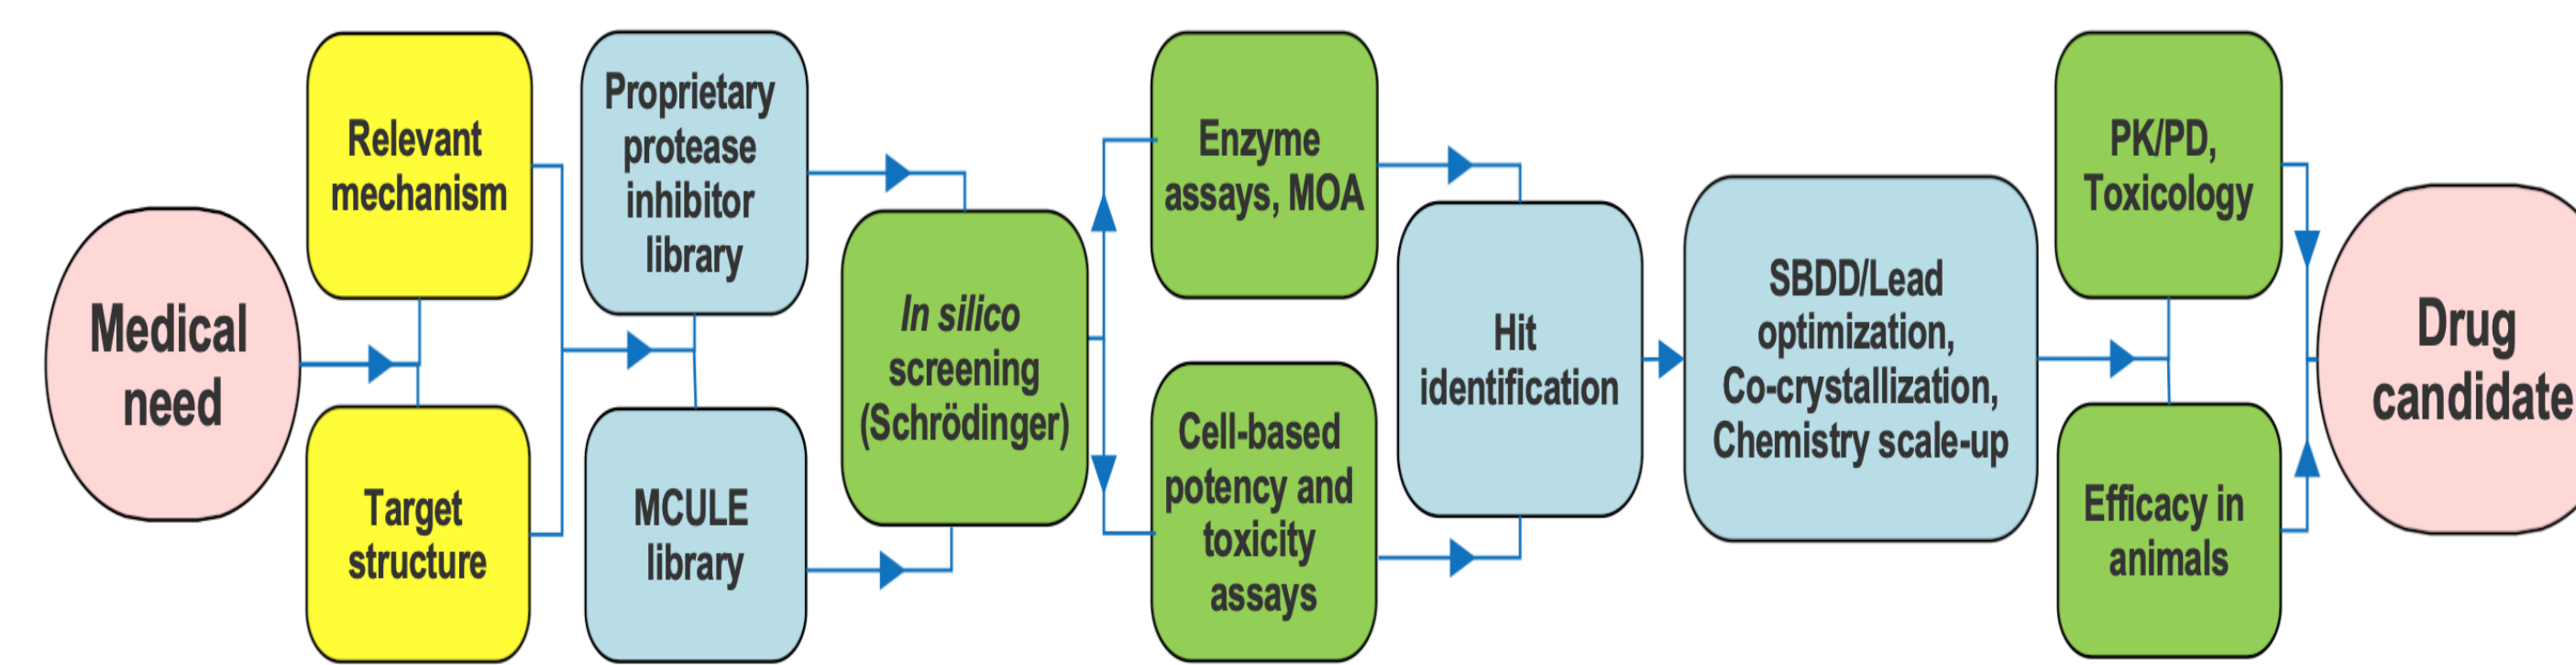 Medical
need
Relevant
mechanism
Target
structure
Proprietary
protease
inhibitor
library
MCULE
library
In silico
screening
(Schrödinger)
Enzyme
assays, MOA
Cell-based
potency and
toxicity
assays
Hit
identification
SBDD/Lead
optimization,
Co-crystallization,
Chemistry scale-up
PK/PD,
Toxicology
Efficacy in
animals
Drug
candidate